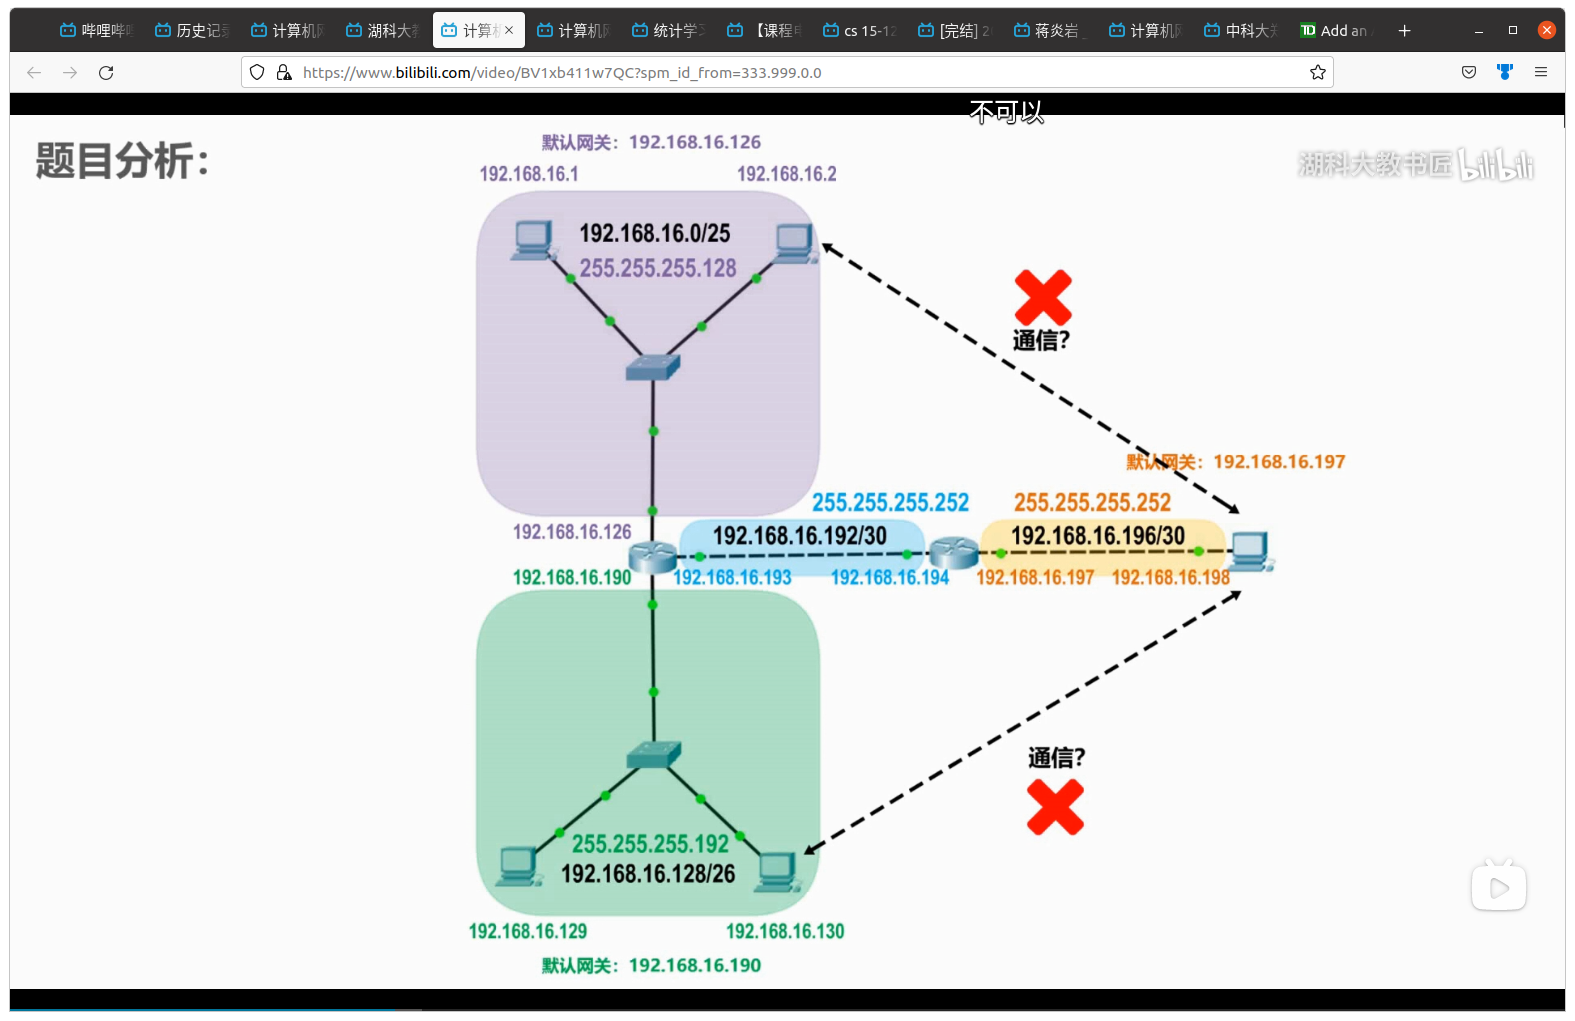 哔哩哔哩
历史记录
计算机网
湖科大教
计算机
计算机网
统计学习
【课程
cs 15-12
[完结] 2
蒋炎岩
计算机网
中科大
Add an
https://www.bilibili.com/video/BV1xb411w7QC?spm_id_from=333.999.0.0
不可以
题目分析：
湖科大教书匠 bilibili
默认网关：192.168.16.126
192.168.16.1
192.168.16.2
192.168.16.0/25
255.255.255.128
通信?
默认网关：192.168.16.197
255.255.255.252
255.255.255.252
192.168.16.126
192.168.16.192/30
192.168.16.196/30
192.168.16.190
192.168.16.193
192.168.16.194
192.168.16.197
192.168.16.198
通信?
255.255.255.192
192.168.16.128/26
192.168.16.129
192.168.16.130
默认网关：192.168.16.190